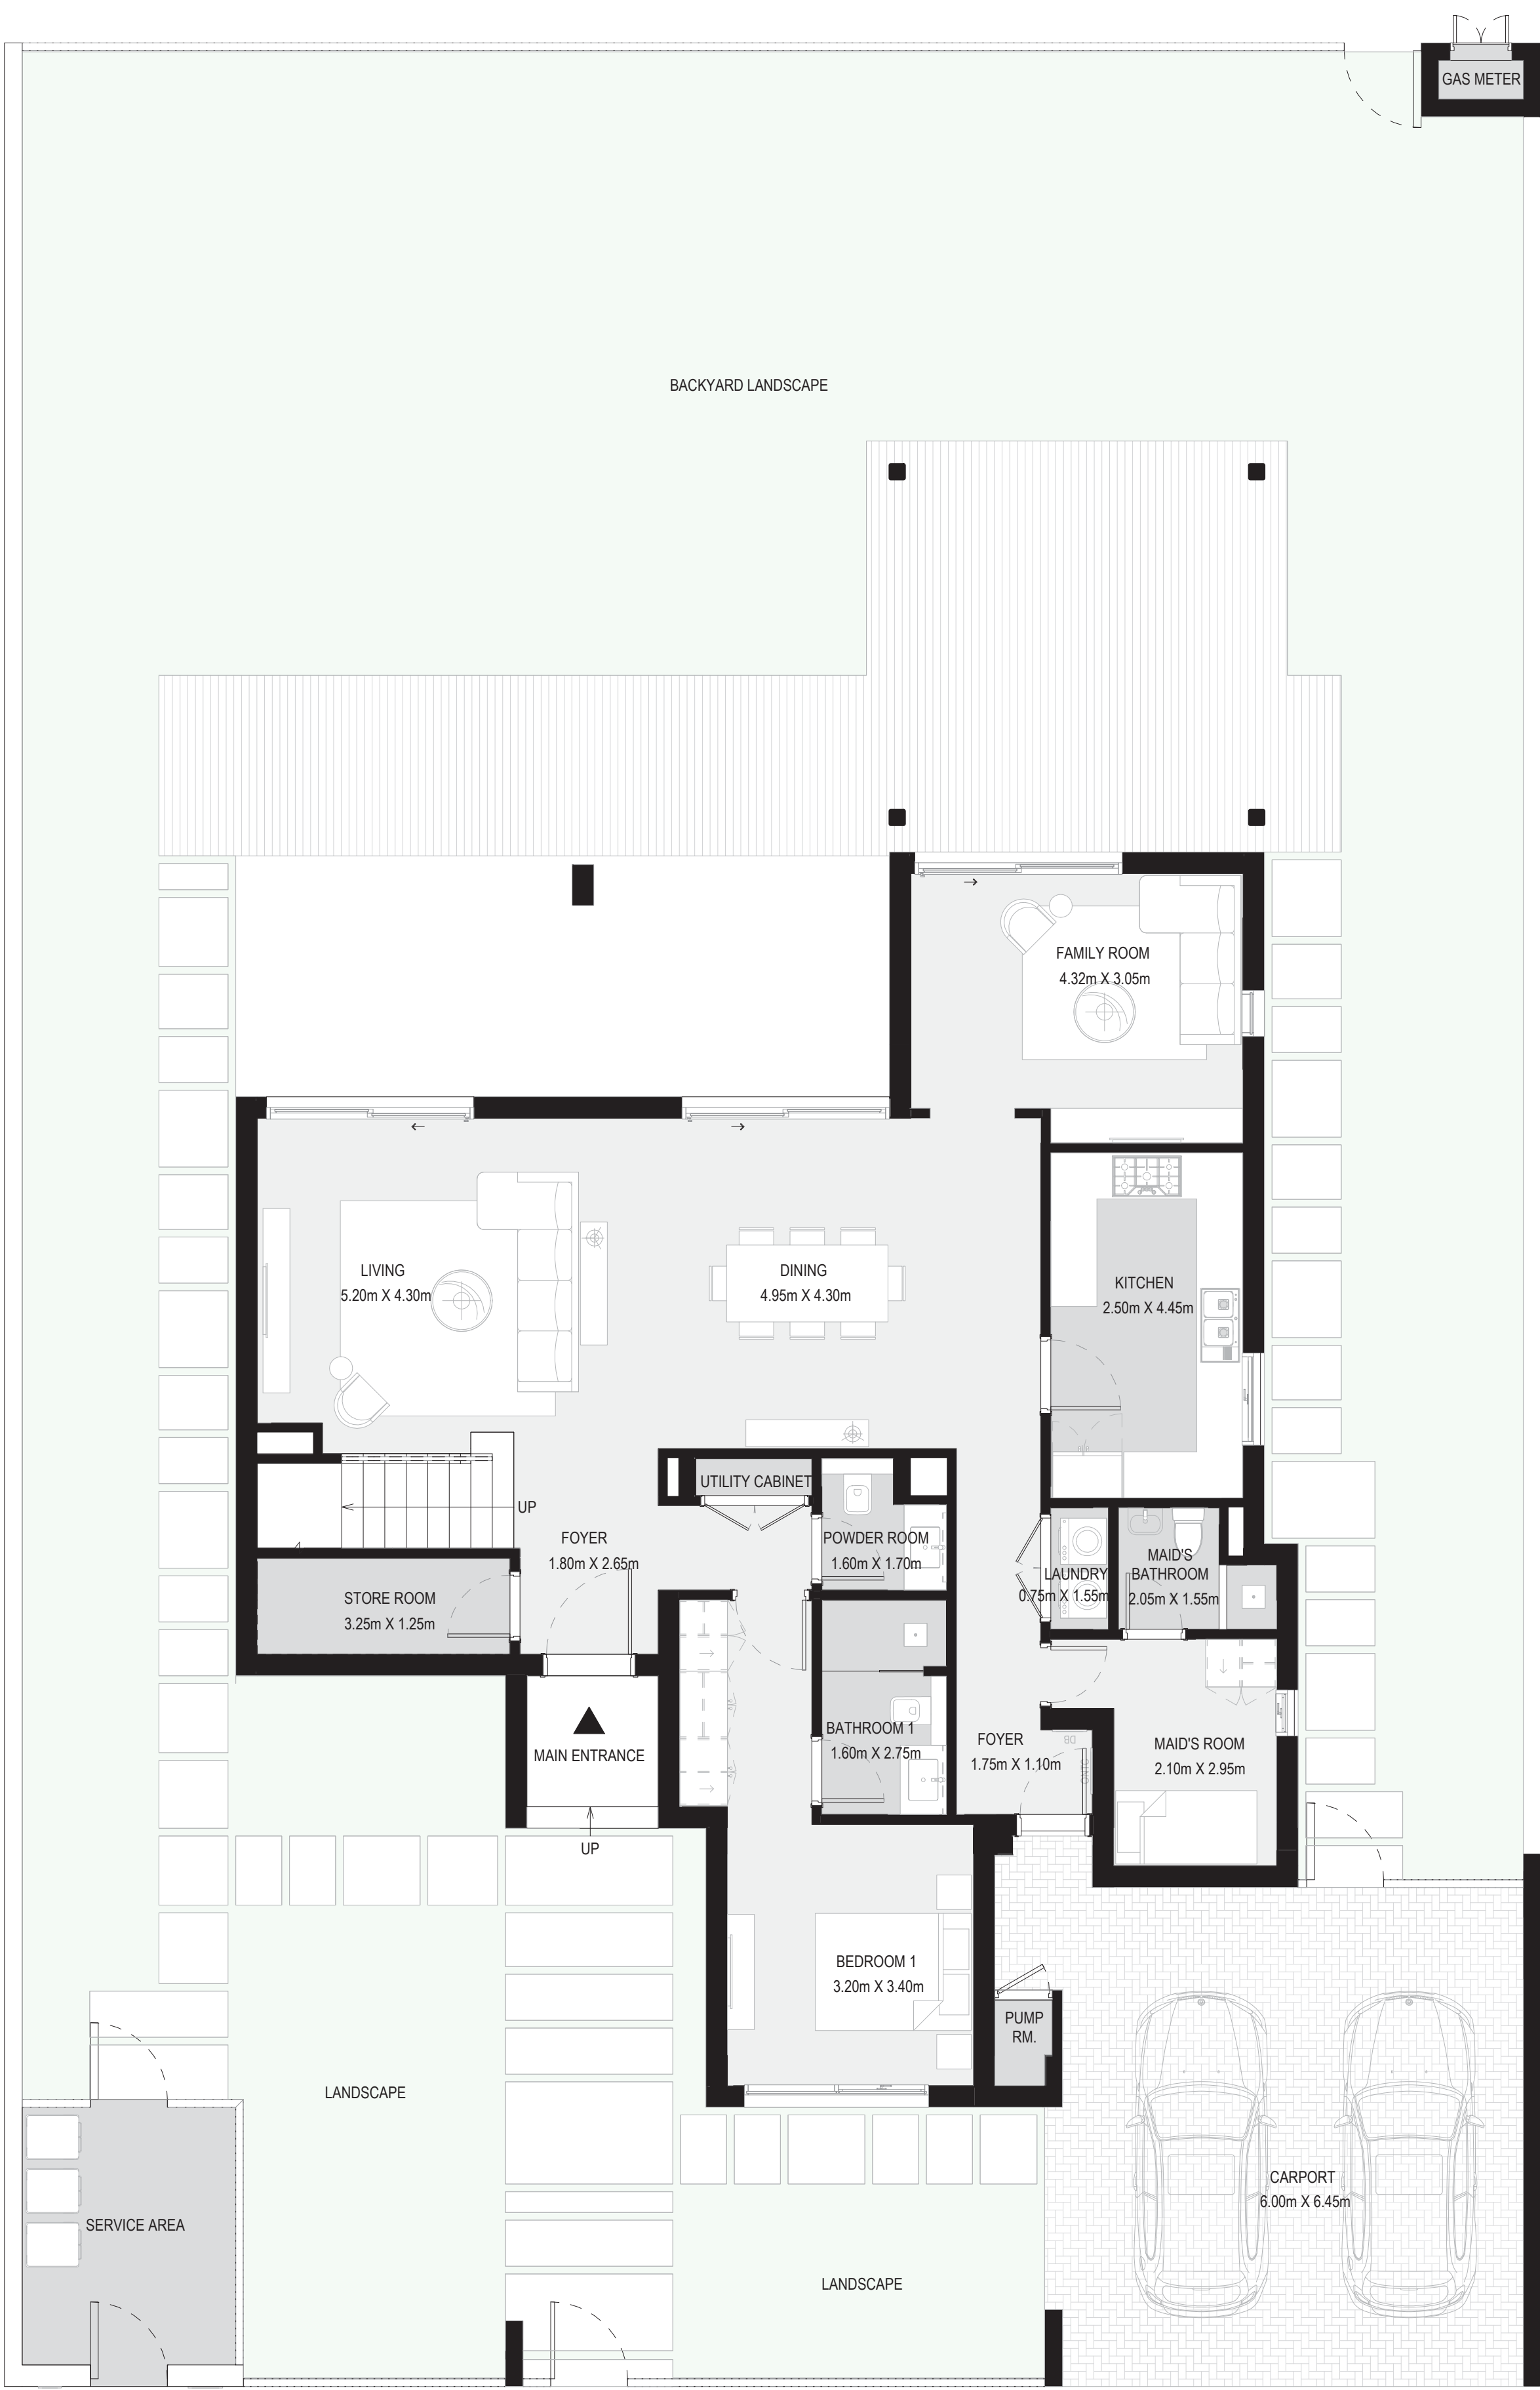 GAS METER
BACKYARD LANDSCAPE
FAMILY ROOM
4.32m X 3.05m
LIVING
5.20m X 4.30m
DINING
4.95m X 4.30m
KITCHEN
2.50m X 4.45m
UTILITY CABINET
UP
FOYER
1.80m X 2.65m
POWDER ROOM
1.60m X 1.70m
STORE ROOM
3.25m X 1.25m
LAUNDRY
0.75m X 1.55m
MAID'S
BATHROOM
2.05m X 1.55m
BATHROOM 1
1.60m X 2.75m
FOYER
1.75m X 1.10m
DB
MAID'S ROOM
2.10m X 2.95m
MAIN ENTRANCE
UP
BEDROOM 1
3.20m X 3.40m
PUMP
RM.
LANDSCAPE
CARPORT
6.00m X 6.45m
SERVICE AREA
LANDSCAPE